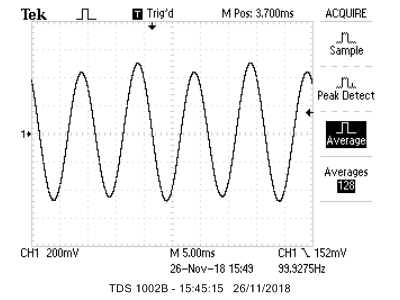 Tek T Trig'd M Pos: 3.700ms ACQUIRE
Sample
Peak Detect
1
Average
Averages
128
CH1 200mV M 5.00ms CH1 152mV
26-Nov-18 15:49 99.9275Hz
TDS 1002B - 15:45:15 26/11/2018